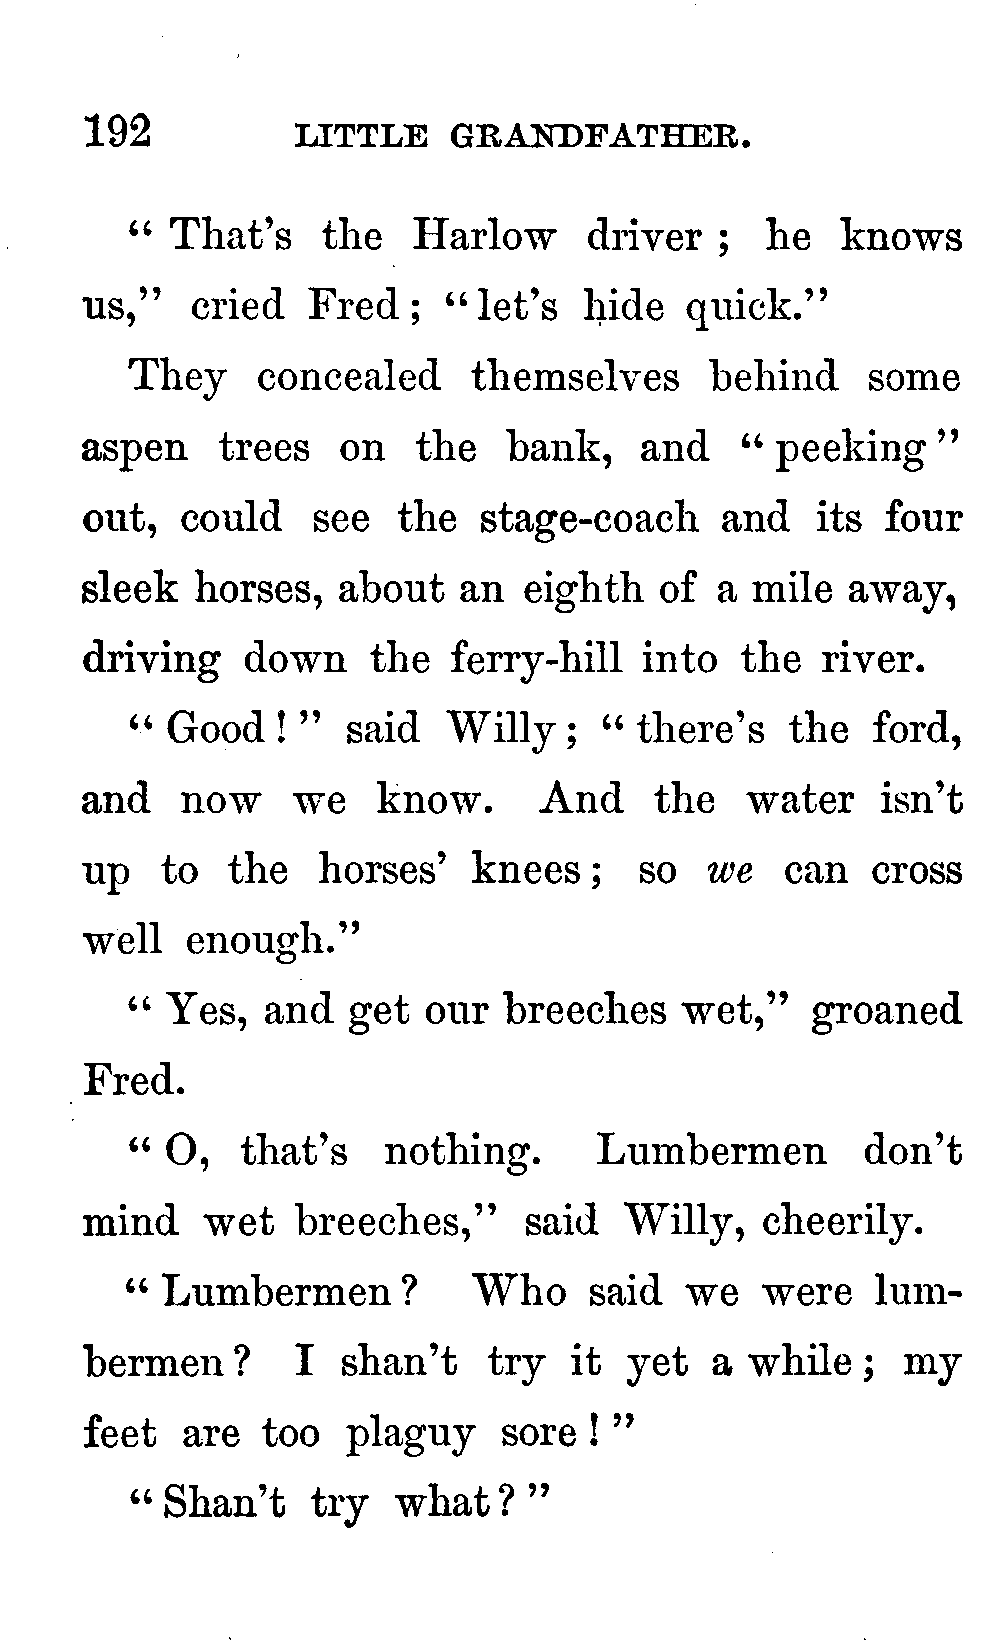 192 LITTLE GRANDFATHER.
“ That’s the Harlow driver ; he knows
us,” cried Fred ; “ let’s hide quick.”
They concealed themselves behind some
aspen trees on the bank, and “ peeking ”
out, could see the stage-coach and its four
sleek horses, about an eighth of a mile away,
driving down the ferry-hill into the river.
“ Good ! ” said Willy ; “ there’s the ford,
and now we know. And the water isn’t
up to the horses’ knees ; so we can cross
well enough.”
“ Yes, and get our breeches wet,” groaned
Fred.
“ O, that’s nothing. Lumbermen don’t
mind wet breeches,” said Willy, cheerily.
“ Lumbermen ? Who said we were lum-
bermen ? I shan’t try it yet a while ; my
feet are too plaguy sore ! ”
“ Shan’t try what ? ”